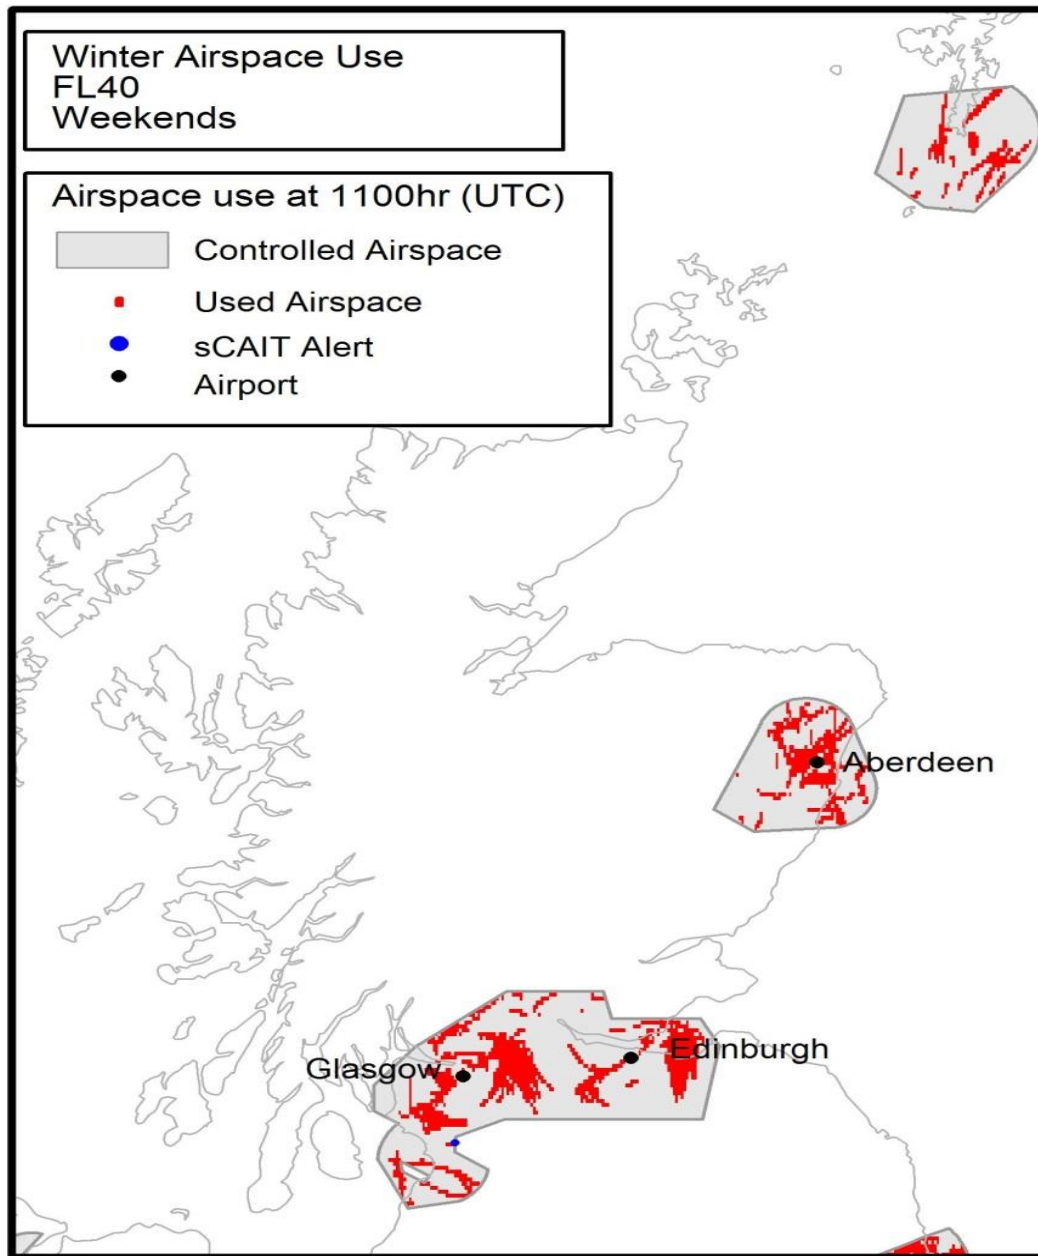 Winter Airspace Use
FL40
Weekends
Airspace use at 1100hr (UTC)
Controlled Airspace
Used Airspace
sCAIT Alert
Airport
Aberdeen
Edinburgh
Glasgow